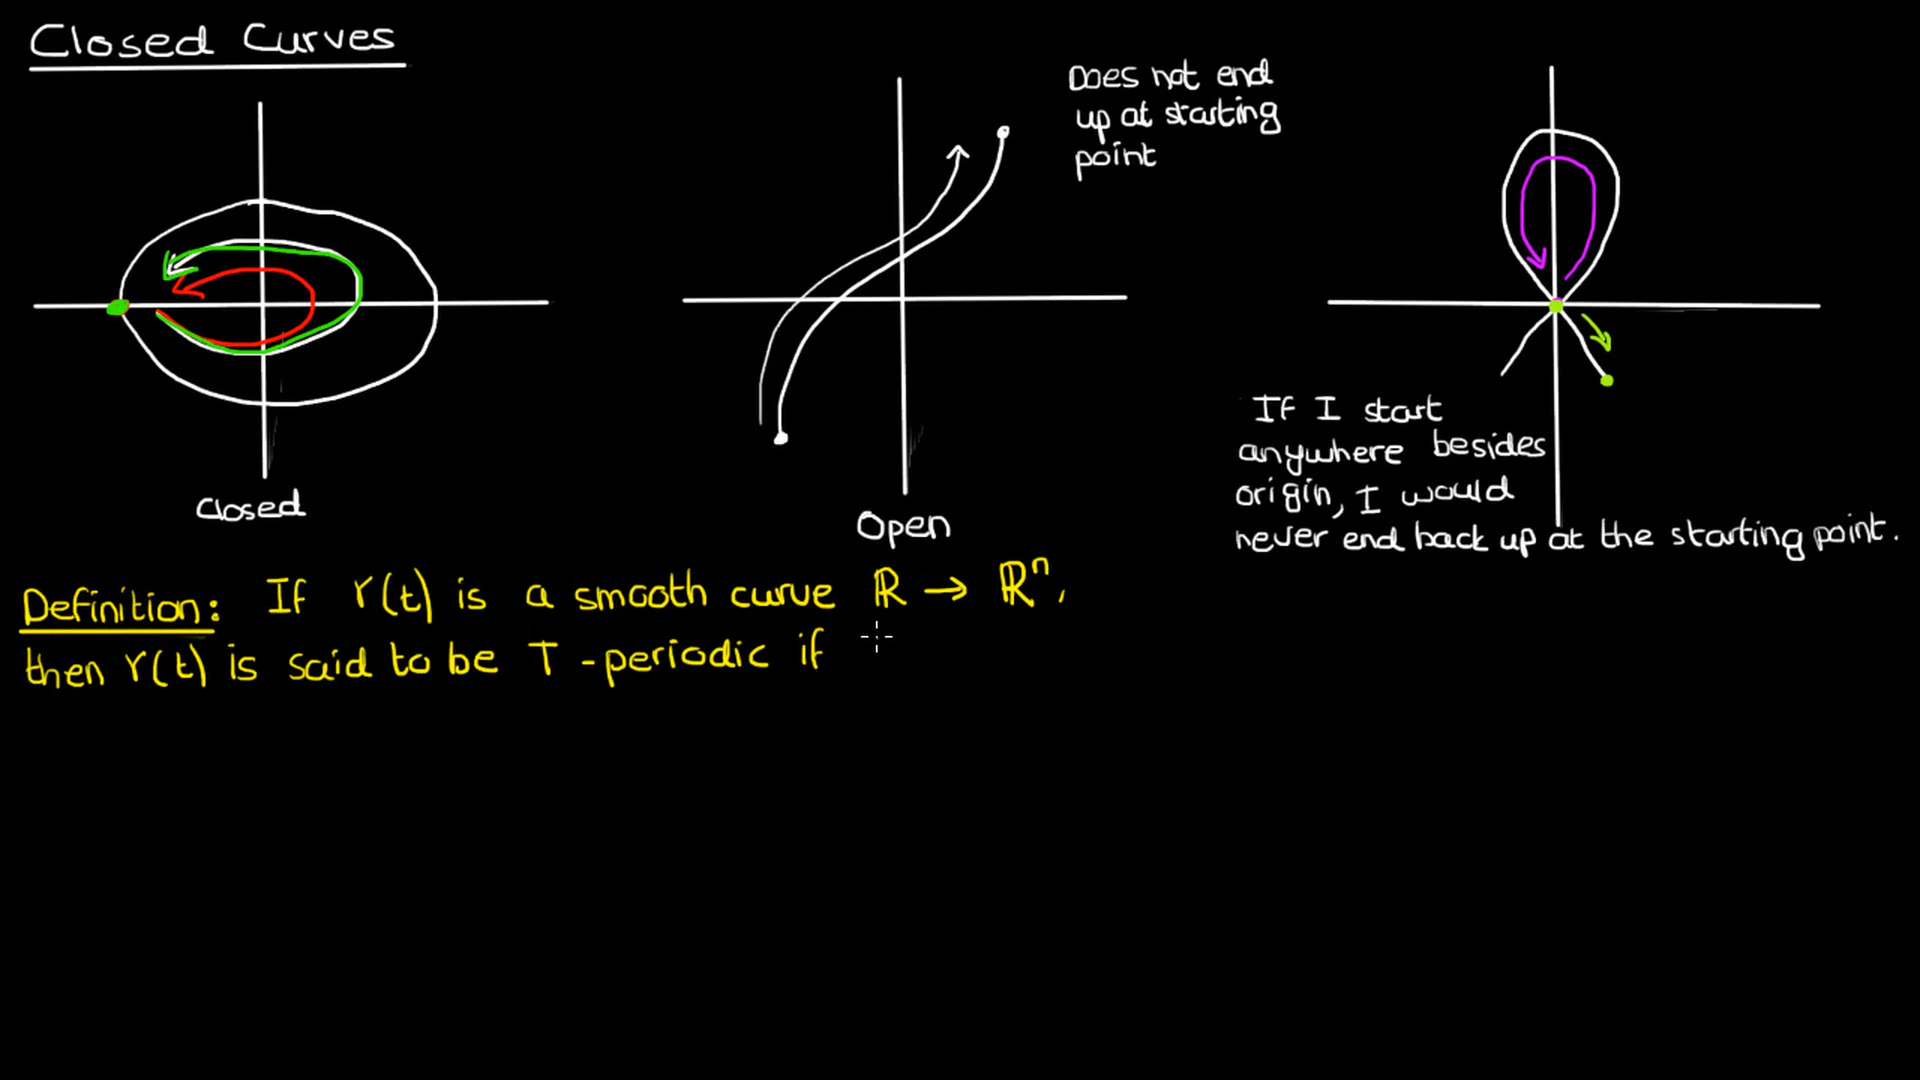 Closed Curves
Does not end
up at starting
point
Closed
Open
If I start
anywhere besides
origin, I would
never end back up at the starting point.
Definition: If r(t) is a smooth curve ℝ → ℝⁿ,
then r(t) is said to be T-periodic if